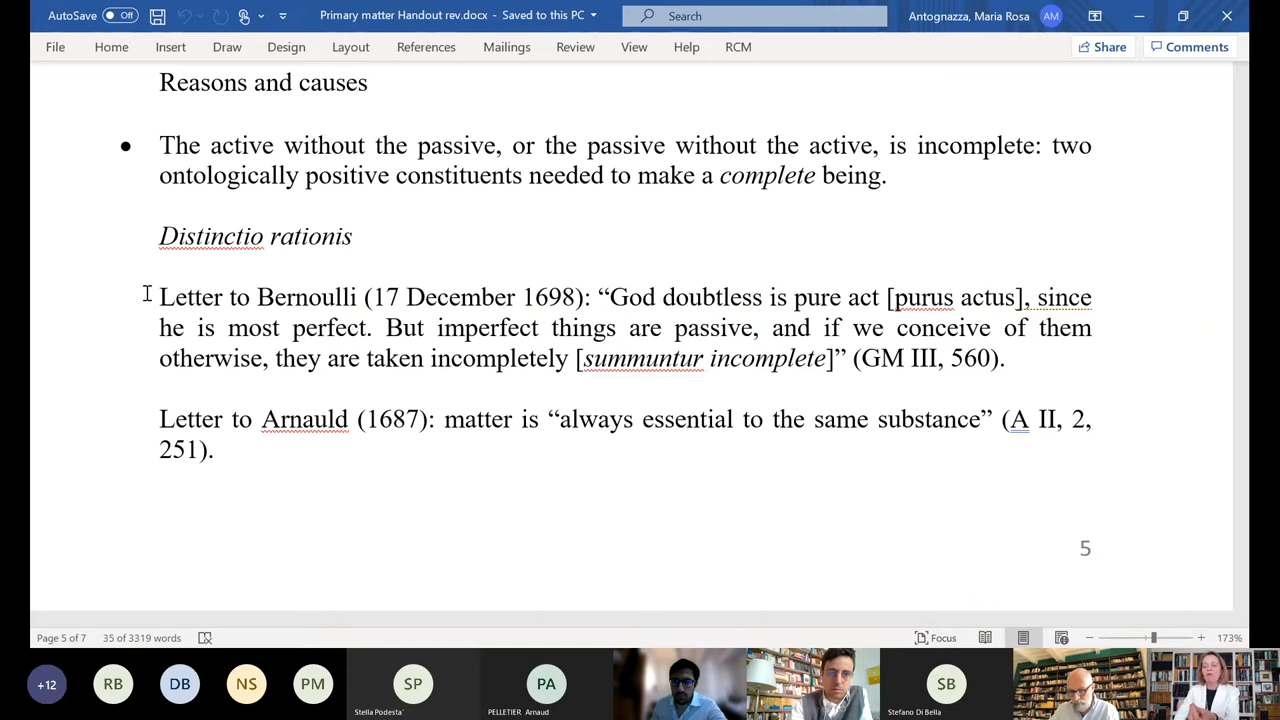 AutoSave Off Primary matter Handout rev.docx - Saved to this PC Search Antognazza, Maria Rosa AM
File Home Insert Draw Design Layout References Mailings Review View Help RCM Share Comments
Reasons and causes
● The active without the passive, or the passive without the active, is incomplete: two
ontologically positive constituents needed to make a complete being.
Distinctio rationis
Letter to Bernoulli (17 December 1698): “God doubtless is pure act [purus actus], since
he is most perfect. But imperfect things are passive, and if we conceive of them
otherwise, they are taken incompletely [summuntur incomplete]” (GM III, 560).
Letter to Arnauld (1687): matter is “always essential to the same substance” (A II, 2,
251).
5
Page 5 of 7 35 of 3319 words Focus 173%
+12 RB DB NS PM SP PA SB
Stella Podesta' PELLETIER Arnaud Stefano Di Bella